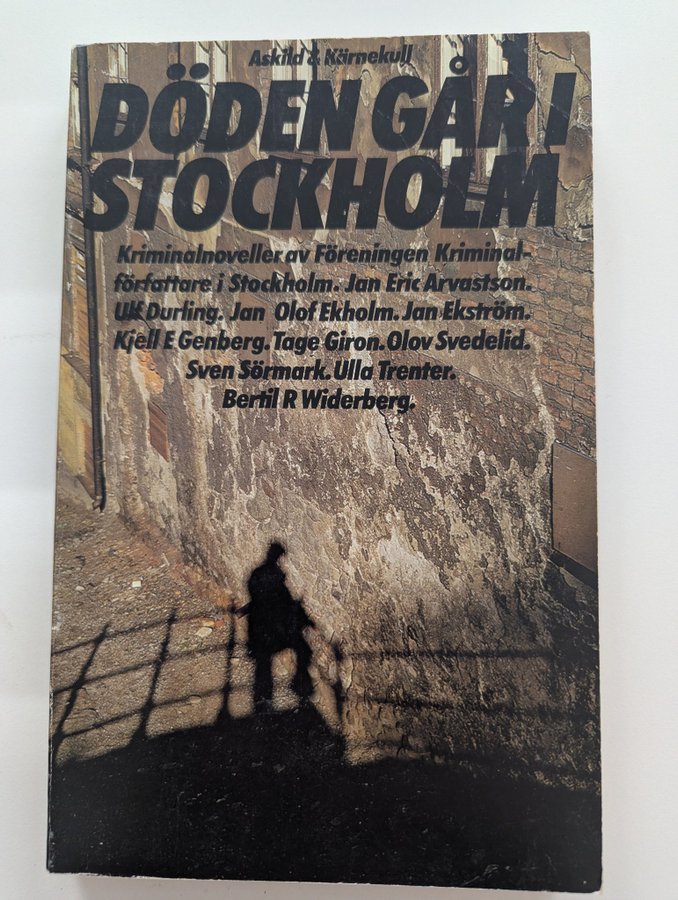 Askild & Kärnekull
DÖDEN GÅR I
STOCKHOLM
Kriminalnoveller av Föreningen Kriminal-
författare i Stockholm. Jan Eric Arvastson.
Ulf Durling. Jan Olof Ekholm. Jan Ekström.
Kjell E Genberg. Tage Giron. Olov Svedelid.
Sven Sörmark. Ulla Trenter.
Bertil R Widerberg.